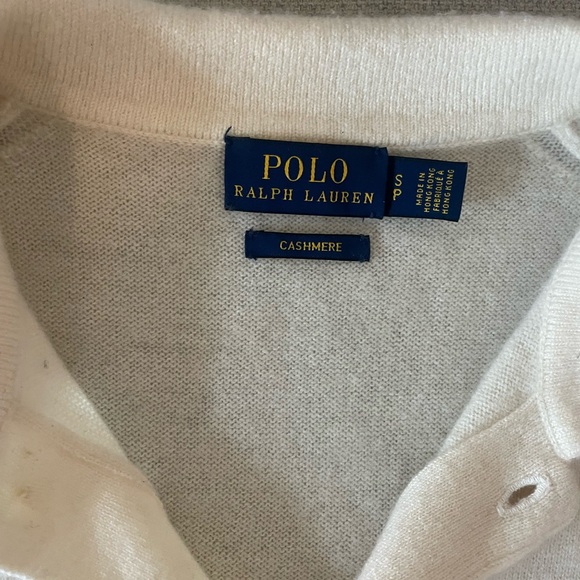 POLO
RALPH LAUREN
S
P
MADE IN
HONG KONG
FABRIQUÉ À
HONG KONG
CASHMERE